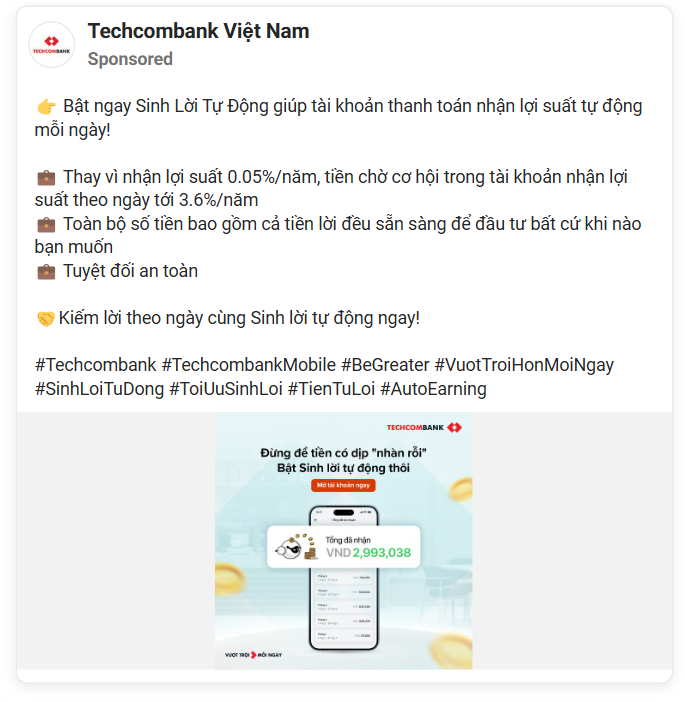 Techcombank Việt Nam
TECHCOMBANK
Sponsored
👉 Bật ngay Sinh Lời Tự Động giúp tài khoản thanh toán nhận lợi suất tự động
mỗi ngày!
💼 Thay vì nhận lợi suất 0.05%/năm, tiền chờ cơ hội trong tài khoản nhận lợi
suất theo ngày tới 3.6%/năm
💼 Toàn bộ số tiền bao gồm cả tiền lời đều sẵn sàng để đầu tư bất cứ khi nào
bạn muốn
💼 Tuyệt đối an toàn
🤝Kiếm lời theo ngày cùng Sinh lời tự động ngay!
#Techcombank #TechcombankMobile #BeGreater #VuotTroiHonMoiNgay
#SinhLoiTuDong #ToiUuSinhLoi #TienTuLoi #AutoEarning
TECHCOMBANK
Đừng để tiền có dịp "nhàn rỗi"
Bật Sinh lời tự động thôi
Mở tài khoản ngay
Tổng đã nhận
VND 2,993,038
VƯỢT TRỘI MỖI NGÀY